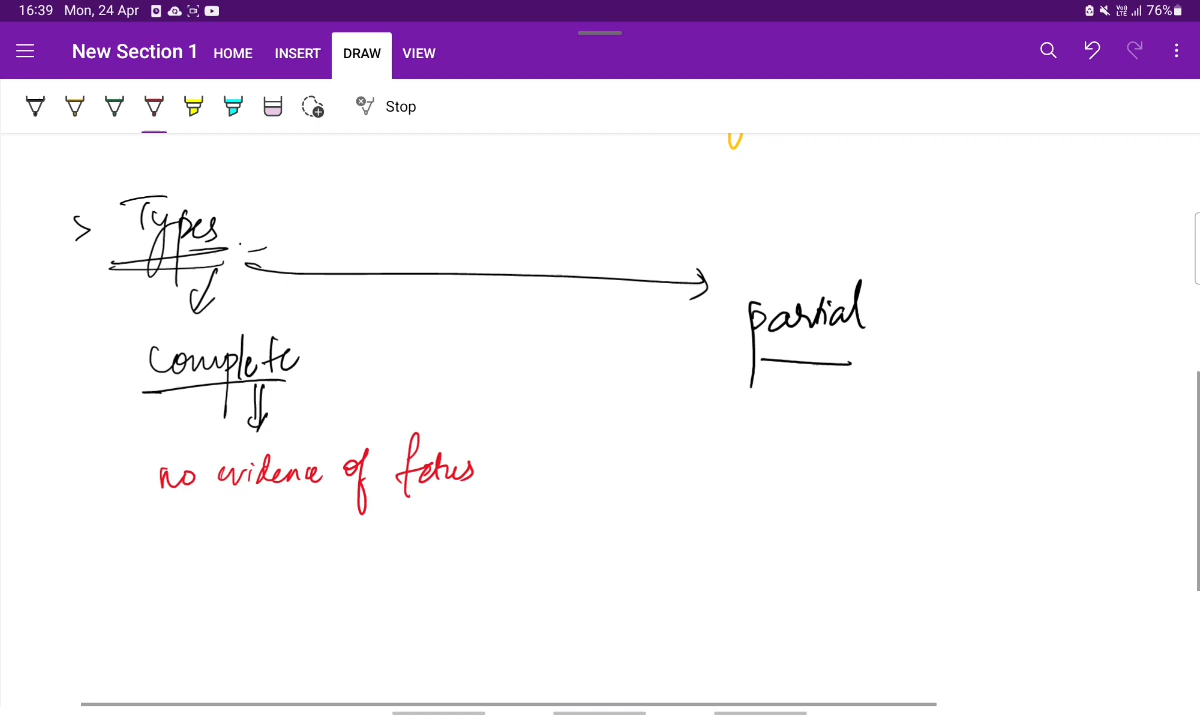 16:39 Mon, 24 Apr 76%
New Section 1 HOME INSERT DRAW VIEW
Stop
> Types :-
partial
complete
no evidence of fetus